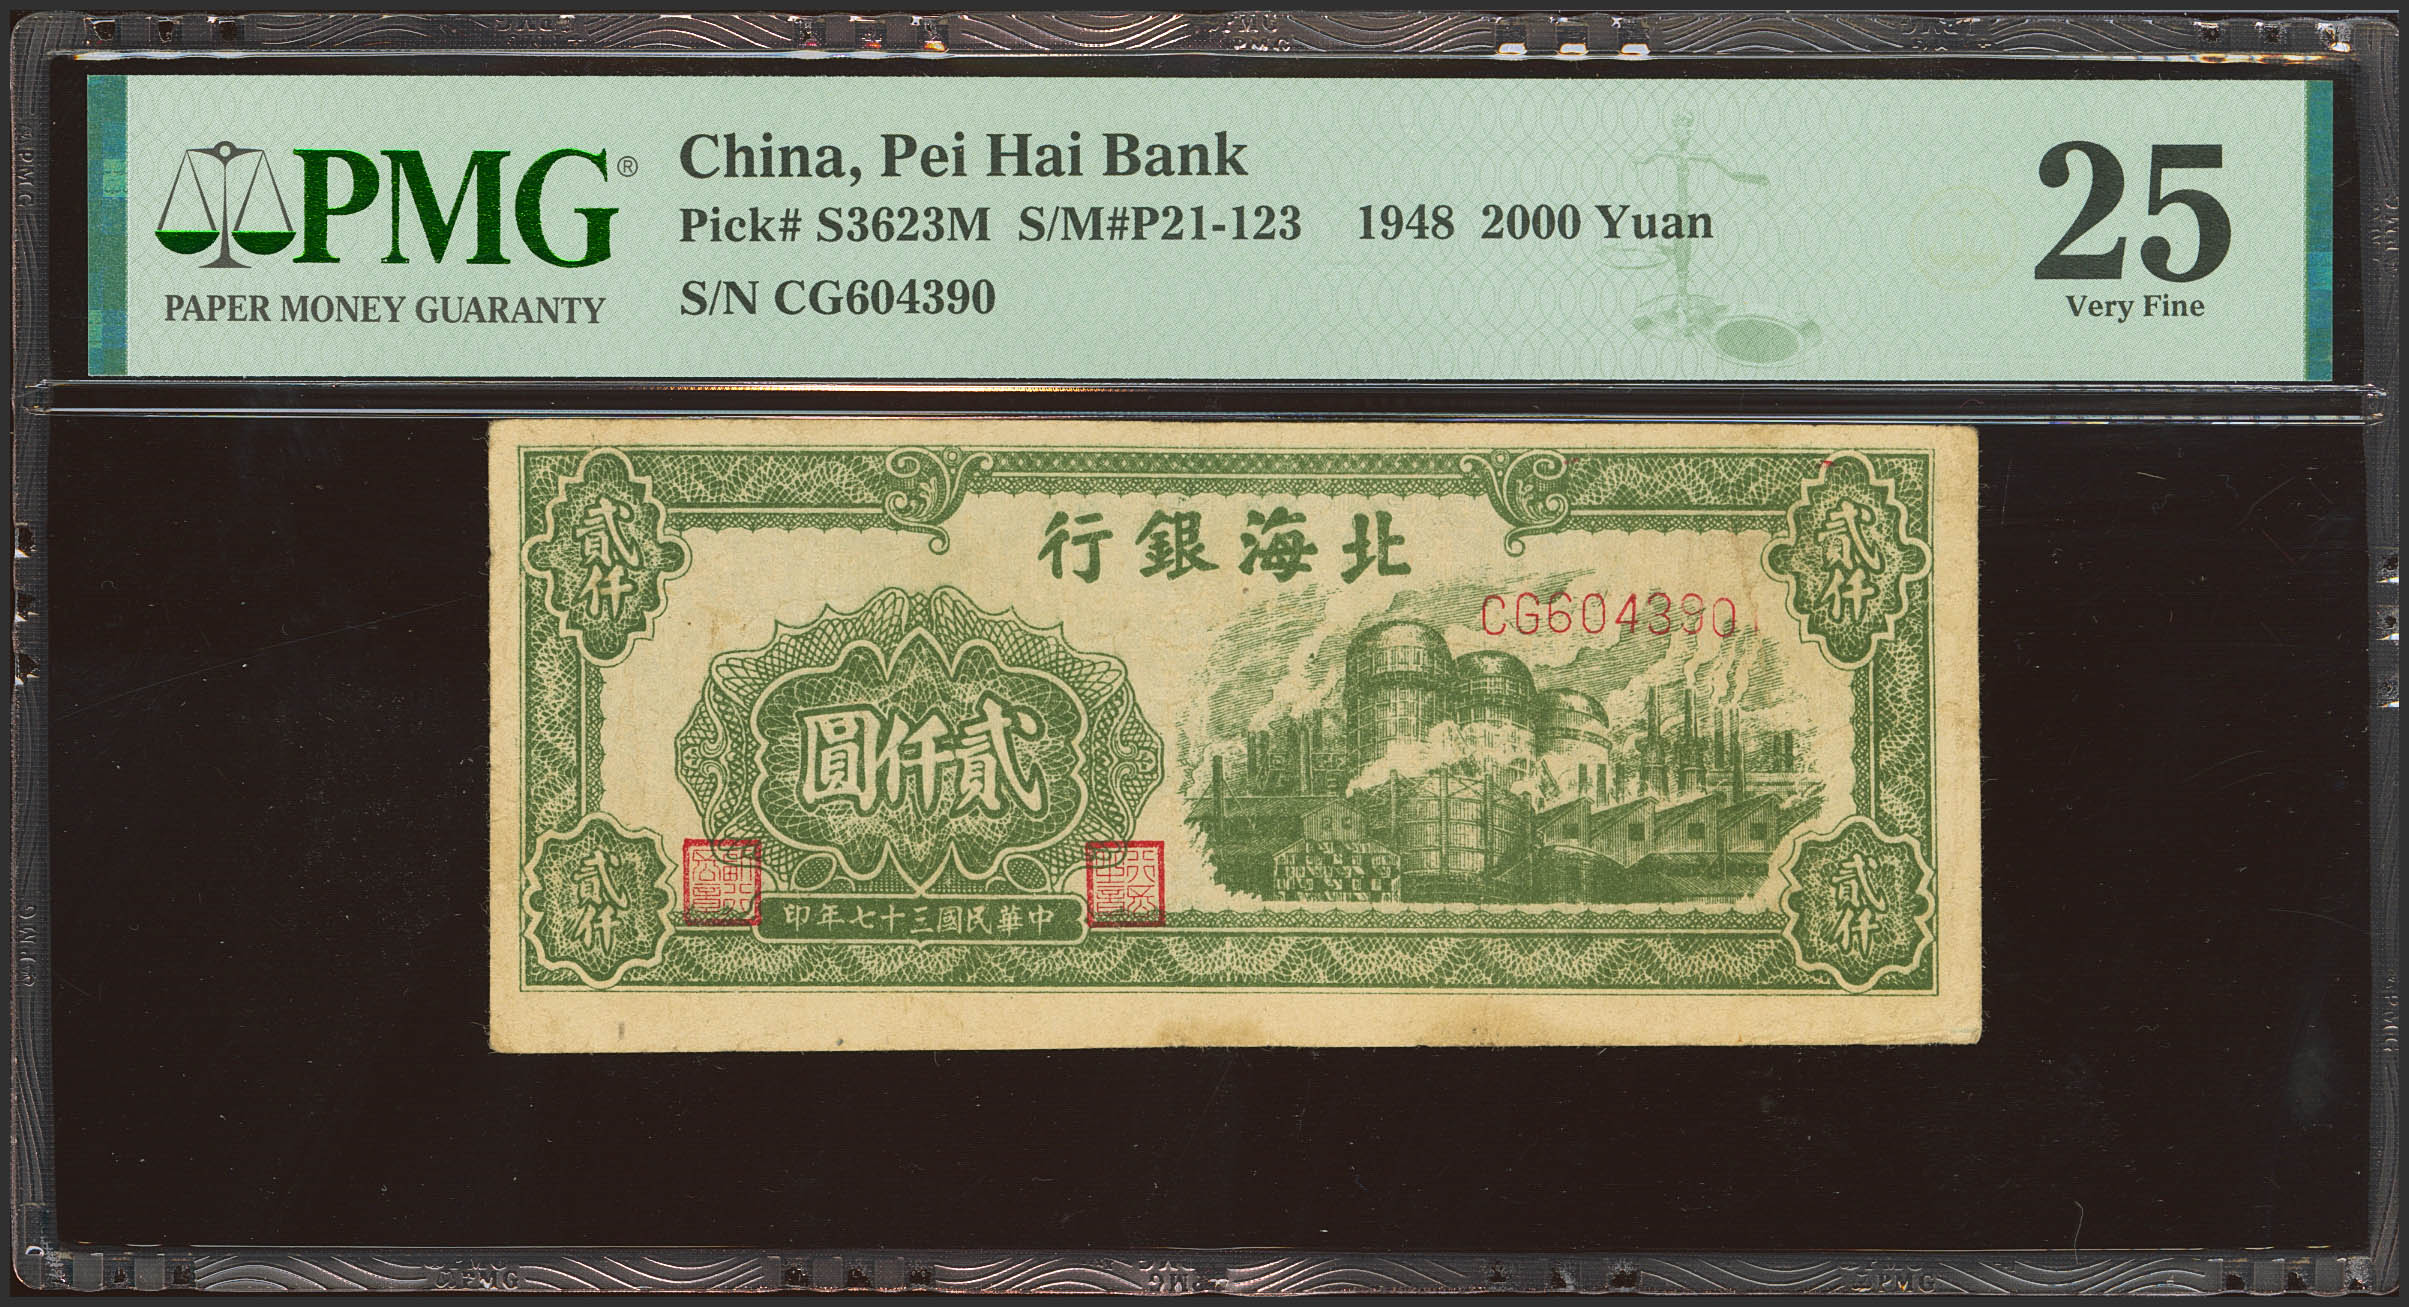 PMG®
PAPER MONEY GUARANTY
China, Pei Hai Bank
Pick# S3623M S/M#P21-123 1948 2000 Yuan
S/N CG604390
25
Very Fine
北海銀行
CG604390
貳仟
貳仟
貳仟圓
貳仟
貳仟
中華民國三十七年印